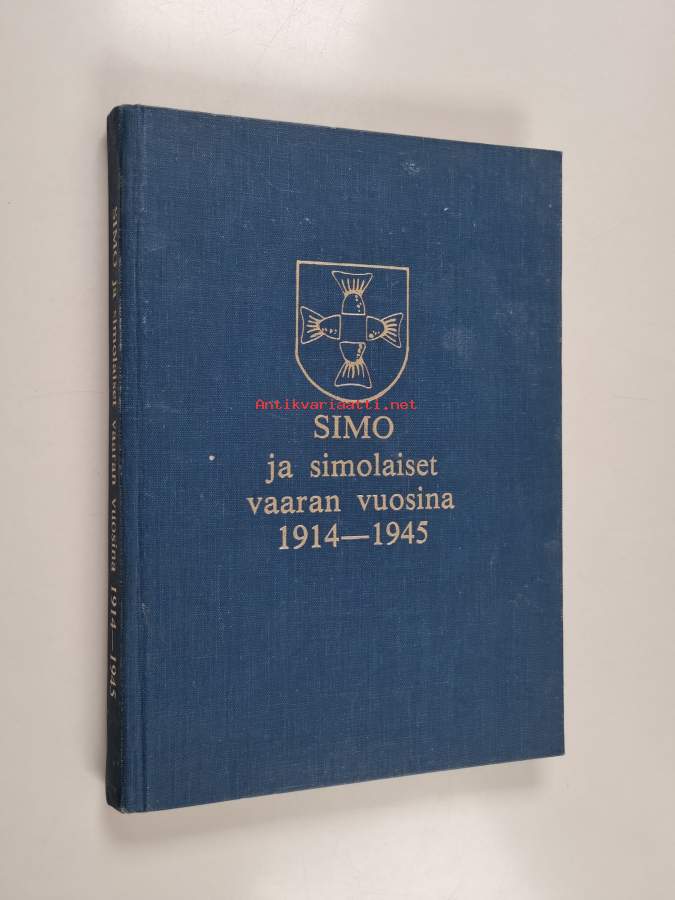 SIMO ja simolaiset vaaran vuosina 1914—1945
Antikvariaatti.net
SIMO
ja simolaiset
vaaran vuosina
1914—1945